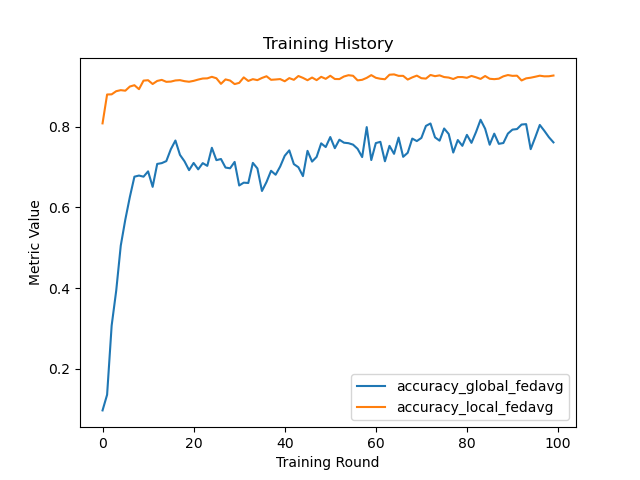 Training History
Metric Value
0.8
0.6
0.4
0.2
0 20 40 60 80 100
Training Round
accuracy_global_fedavg
accuracy_local_fedavg